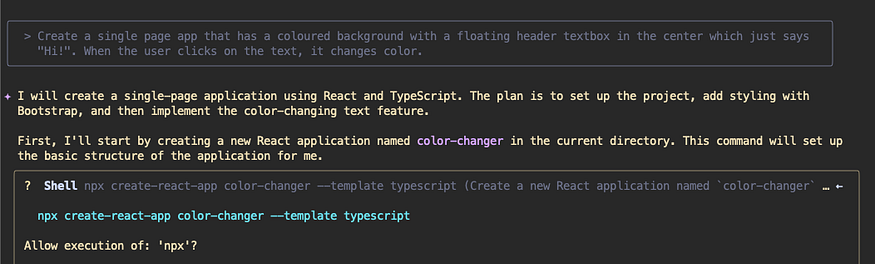 > Create a single page app that has a coloured background with a floating header textbox in the center which just says
"Hi!". When the user clicks on the text, it changes color.
✦ I will create a single-page application using React and TypeScript. The plan is to set up the project, add styling with
Bootstrap, and then implement the color-changing text feature.
First, I'll start by creating a new React application named color-changer in the current directory. This command will set up
the basic structure of the application for me.
? Shell npx create-react-app color-changer --template typescript (Create a new React application named `color-changer` … ←
npx create-react-app color-changer --template typescript
Allow execution of: 'npx'?